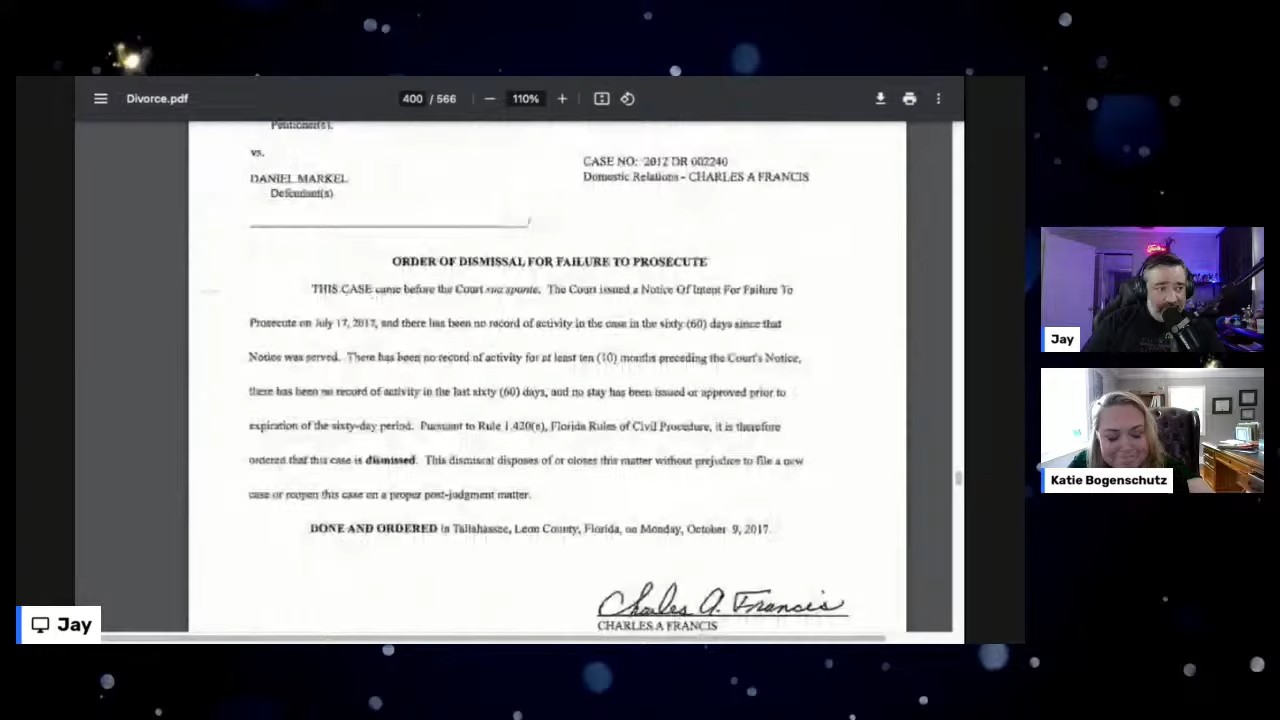 Divorce.pdf
400 / 566
110%
Petitioner(s).
vs.
CASE NO: 2012 DR 002240
DANIEL MARKEL
Domestic Relations - CHARLES A FRANCIS
Defendant(s)
/
ORDER OF DISMISSAL FOR FAILURE TO PROSECUTE
THIS CASE came before the Court sua sponte. The Court issued a Notice Of Intent For Failure To
Prosecute on July 17, 2017, and there has been no record of activity in the case in the sixty (60) days since that
Notice was served. There has been no record of activity for at least ten (10) months preceding the Court's Notice,
there has been no record of activity in the last sixty (60) days, and no stay has been issued or approved prior to
expiration of the sixty-day period. Pursuant to Rule 1.420(e), Florida Rules of Civil Procedure, it is therefore
ordered that this case is dismissed. This dismissal disposes of or closes this matter without prejudice to file a new
case or reopen this case on a proper post-judgment matter.
DONE AND ORDERED in Tallahassee, Leon County, Florida, on Monday, October 9, 2017.
Charles A. Francis
CHARLES A FRANCIS
Jay
Katie Bogenschutz
Jay